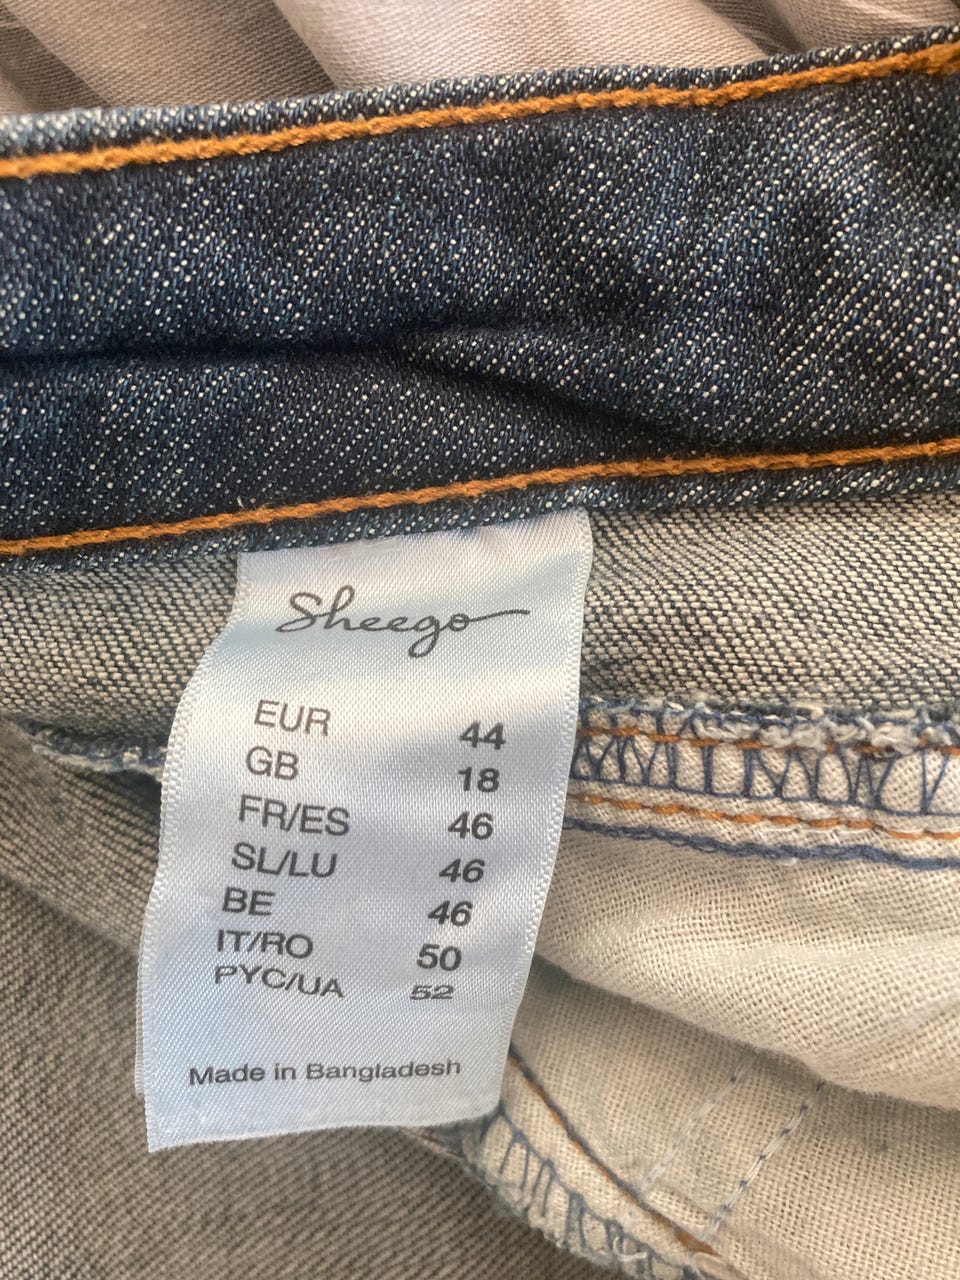 Sheego
EUR 44
GB 18
FR/ES 46
SL/LU 46
BE 46
IT/RO 50
РУС/UA 52
Made in Bangladesh